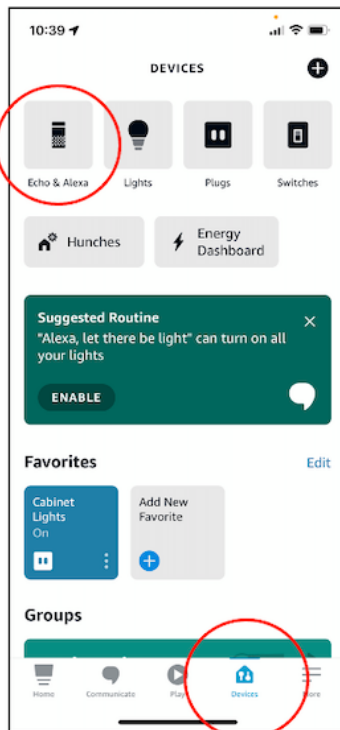 10:39
DEVICES
Echo & Alexa
Lights
Plugs
Switches
Hunches
Energy
Dashboard
Suggested Routine
"Alexa, let there be light" can turn on all
your lights
ENABLE
Favorites
Edit
Cabinet
Lights
On
Add New
Favorite
Groups
Home
Communicate
Play
Devices
More